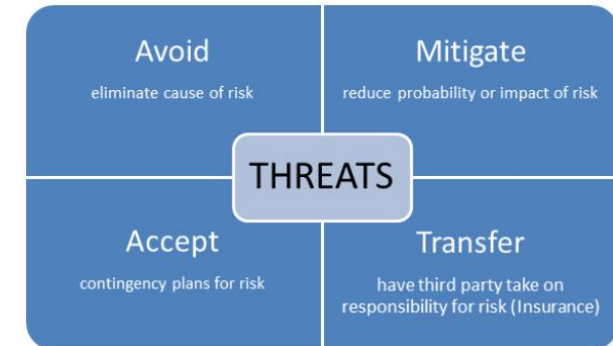 Avoid
eliminate cause of risk
Mitigate
reduce probability or impact of risk
THREATS
Accept
contingency plans for risk
Transfer
have third party take on
responsibility for risk (Insurance)